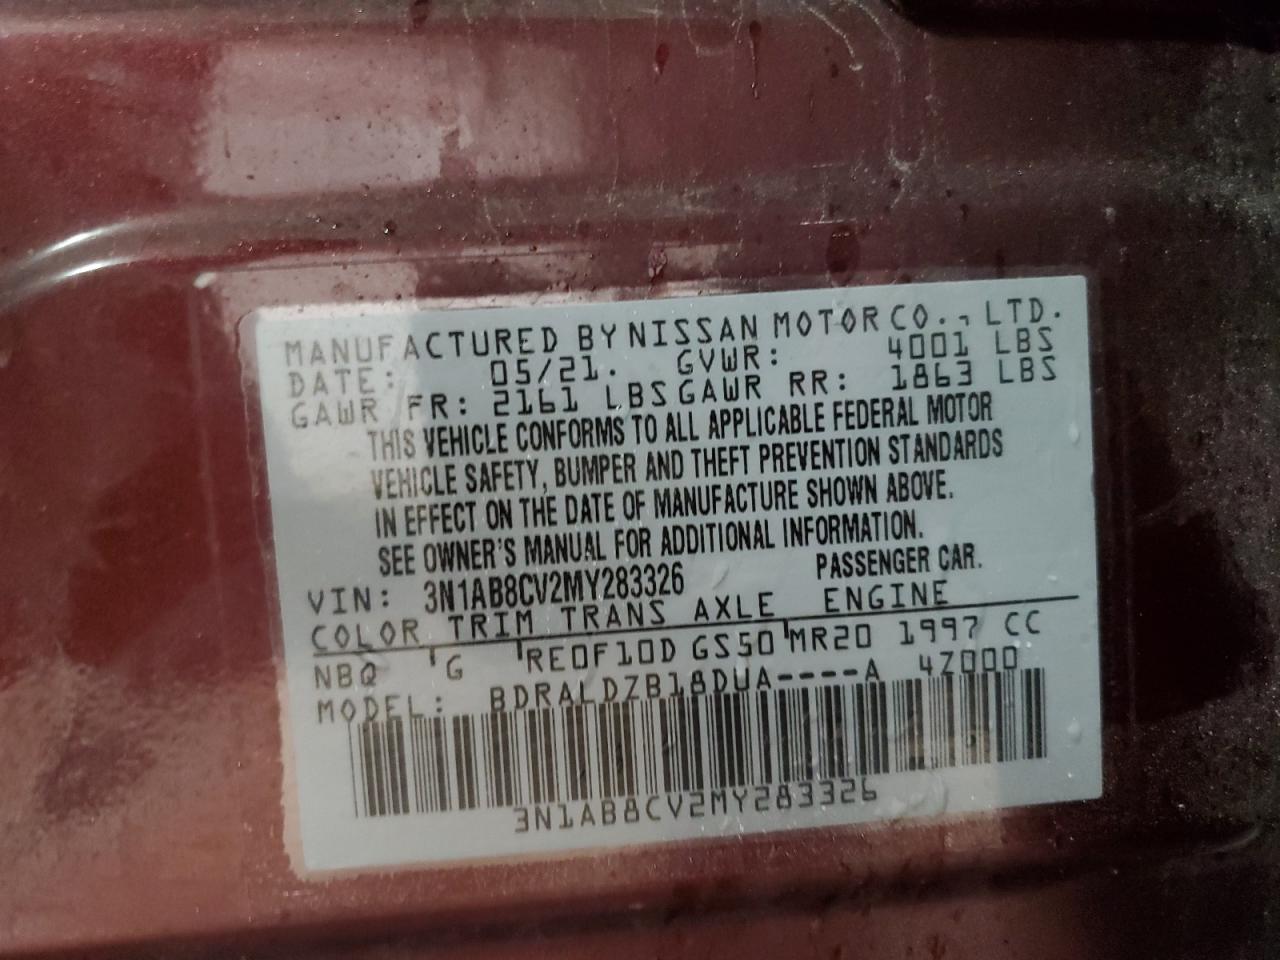 MANUFACTURED BY NISSAN MOTOR CO., LTD.
DATE: 05/21. GVWR: 4001 LBS
GAWR FR: 2161 LBS GAWR RR: 1863 LBS
THIS VEHICLE CONFORMS TO ALL APPLICABLE FEDERAL MOTOR
VEHICLE SAFETY, BUMPER AND THEFT PREVENTION STANDARDS
IN EFFECT ON THE DATE OF MANUFACTURE SHOWN ABOVE.
SEE OWNER'S MANUAL FOR ADDITIONAL INFORMATION.
VIN: 3N1AB8CV2MY283326 PASSENGER CAR.
COLOR TRIM TRANS AXLE ENGINE
NBQ G RE0F10D GS50 MR20 1997 CC
MODEL: BDRALDZB18DUA----A 4Z000
3N1AB8CV2MY283326